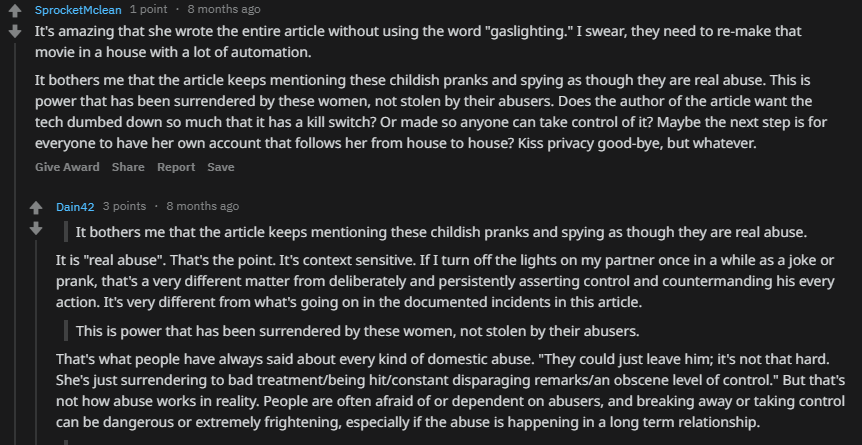 SprocketMclean 1 point · 8 months ago
It's amazing that she wrote the entire article without using the word "gaslighting." I swear, they need to re-make that
movie in a house with a lot of automation.
It bothers me that the article keeps mentioning these childish pranks and spying as though they are real abuse. This is
power that has been surrendered by these women, not stolen by their abusers. Does the author of the article want the
tech dumbed down so much that it has a kill switch? Or made so anyone can take control of it? Maybe the next step is for
everyone to have her own account that follows her from house to house? Kiss privacy good-bye, but whatever.
Give Award Share Report Save
Dain42 3 points · 8 months ago
It bothers me that the article keeps mentioning these childish pranks and spying as though they are real abuse.
It is "real abuse". That's the point. It's context sensitive. If I turn off the lights on my partner once in a while as a joke or
prank, that's a very different matter from deliberately and persistently asserting control and countermanding his every
action. It's very different from what's going on in the documented incidents in this article.
This is power that has been surrendered by these women, not stolen by their abusers.
That's what people have always said about every kind of domestic abuse. "They could just leave him; it's not that hard.
She's just surrendering to bad treatment/being hit/constant disparaging remarks/an obscene level of control." But that's
not how abuse works in reality. People are often afraid of or dependent on abusers, and breaking away or taking control
can be dangerous or extremely frightening, especially if the abuse is happening in a long term relationship.